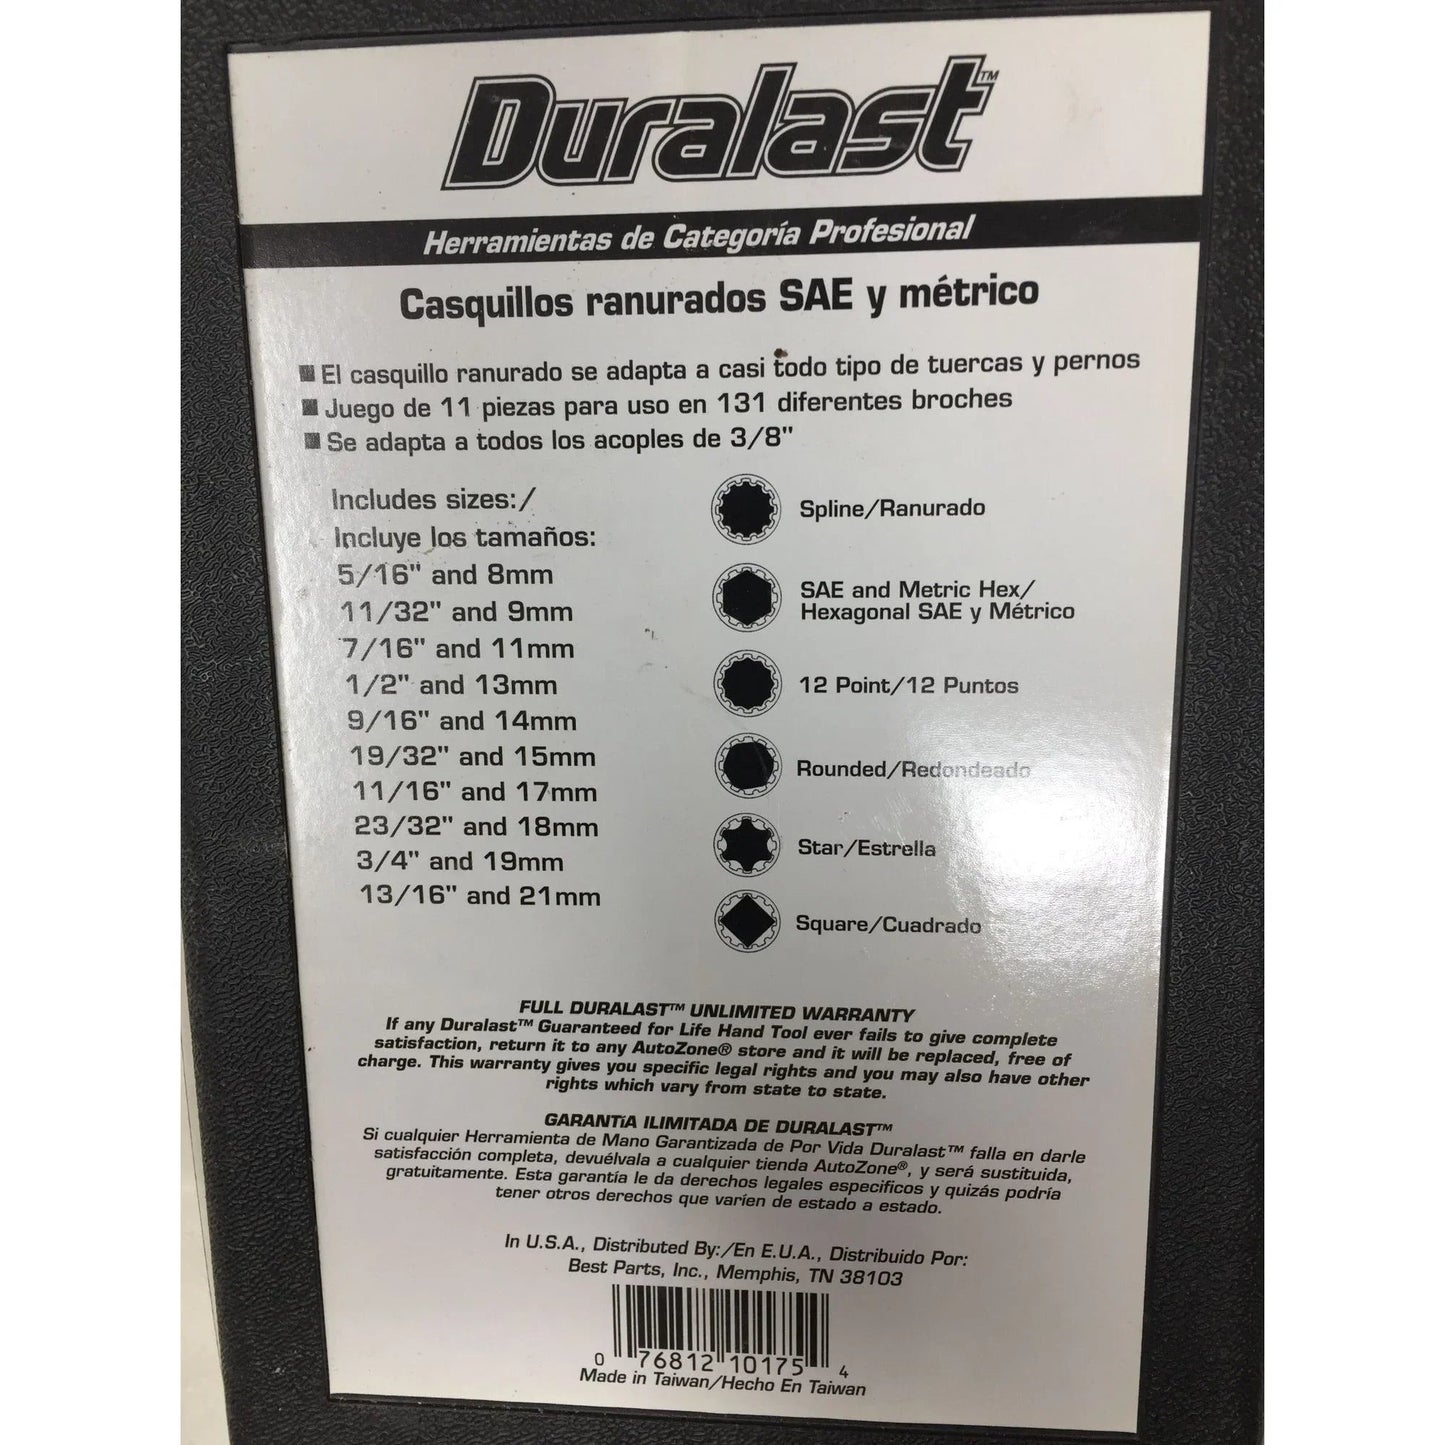 Duralast™
Herramientas de Categoría Profesional
Casquillos ranurados SAE y métrico
■ El casquillo ranurado se adapta a casi todo tipo de tuercas y pernos
■ Juego de 11 piezas para uso en 131 diferentes broches
■ Se adapta a todos los acoples de 3/8"
Includes sizes:/
Incluye los tamaños:
5/16" and 8mm
11/32" and 9mm
7/16" and 11mm
1/2" and 13mm
9/16" and 14mm
19/32" and 15mm
11/16" and 17mm
23/32" and 18mm
3/4" and 19mm
13/16" and 21mm
Spline/Ranurado
SAE and Metric Hex/
Hexagonal SAE y Métrico
12 Point/12 Puntos
Rounded/Redondeado
Star/Estrella
Square/Cuadrado
FULL DURALAST™ UNLIMITED WARRANTY
If any Duralast™ Guaranteed for Life Hand Tool ever fails to give complete
satisfaction, return it to any AutoZone® store and it will be replaced, free of
charge. This warranty gives you specific legal rights and you may also have other
rights which vary from state to state.
GARANTíA ILIMITADA DE DURALAST™
Si cualquier Herramienta de Mano Garantizada de Por Vida Duralast™ falla en darle
satisfacción completa, devuélvala a cualquier tienda AutoZone®, y será sustituida,
gratuitamente. Esta garantía le da derechos legales especificos y quizás podría
tener otros derechos que varíen de estado a estado.
In U.S.A., Distributed By:/En E.U.A., Distribuido Por:
Best Parts, Inc., Memphis, TN 38103
0 76812 10175 4
Made in Taiwan/Hecho En Taiwan